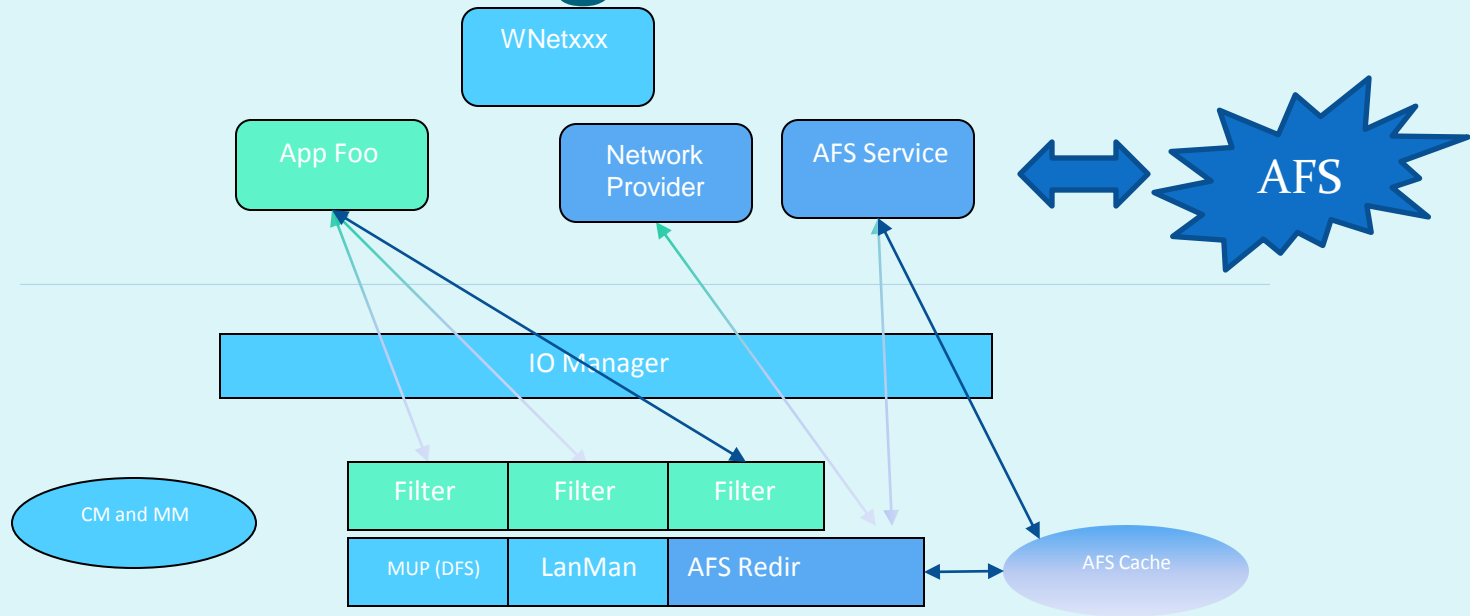 WNetxxx
App Foo
Network
Provider
AFS Service
AFS
IO Manager
Filter
Filter
Filter
CM and MM
MUP (DFS)
LanMan
AFS Redir
AFS Cache